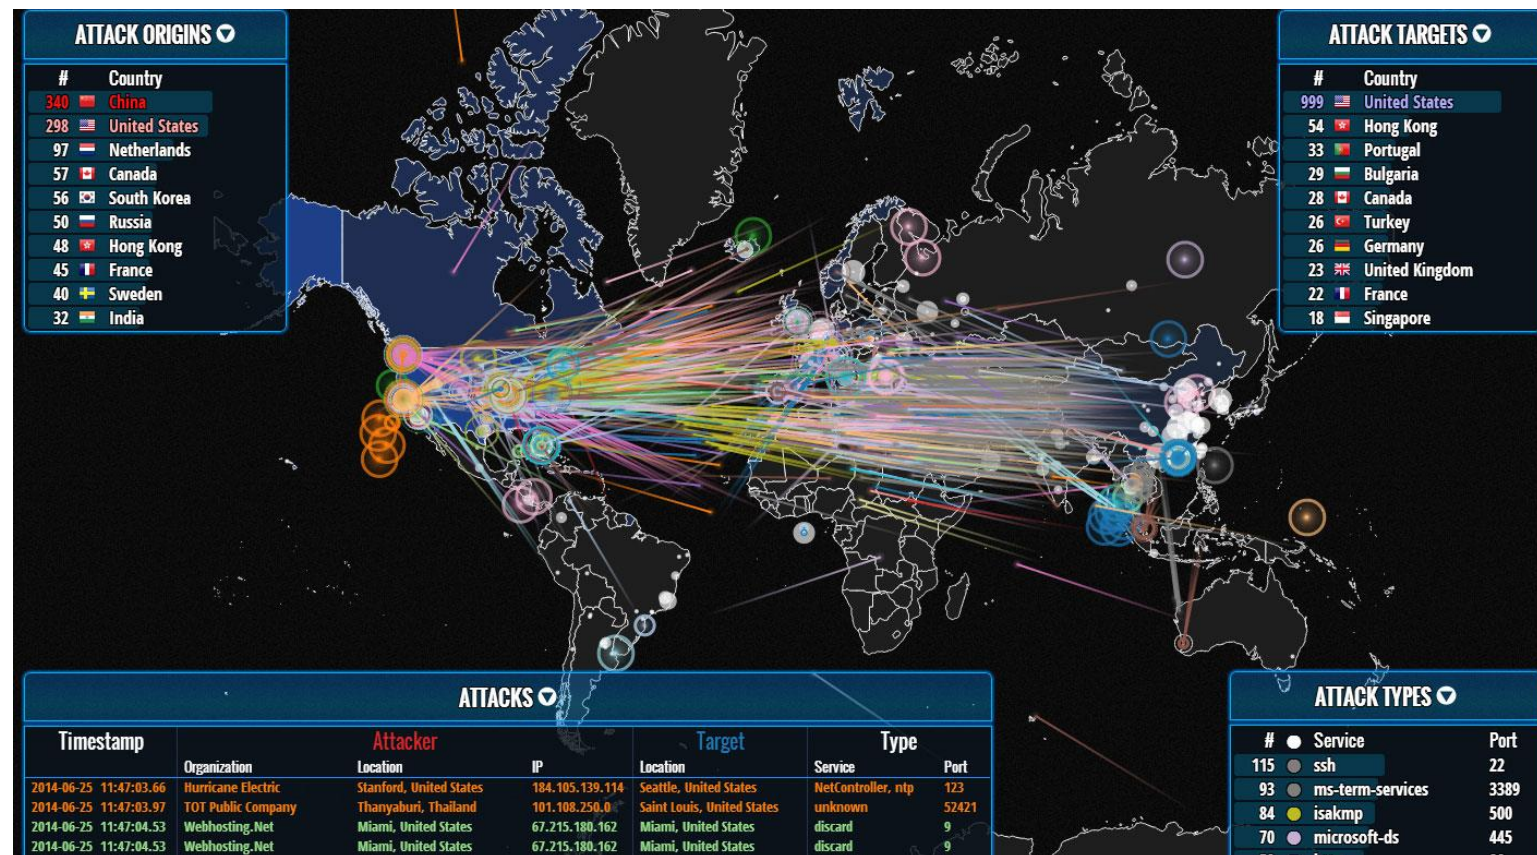 ATTACK ORIGINS
# Country
340 China
298 United States
97 Netherlands
57 Canada
56 South Korea
50 Russia
48 Hong Kong
45 France
40 Sweden
32 India
ATTACK TARGETS
# Country
999 United States
54 Hong Kong
33 Portugal
29 Bulgaria
28 Canada
26 Turkey
26 Germany
23 United Kingdom
22 France
18 Singapore
ATTACKS
Timestamp Attacker Target Type
Organization Location IP Location Service Port
2014-06-25 11:47:03.66 Hurricane Electric Stanford, United States 184.105.139.114 Seattle, United States NetController, ntp 123
2014-06-25 11:47:03.97 TOT Public Company Thanyaburi, Thailand 101.108.250.0 Saint Louis, United States unknown 52421
2014-06-25 11:47:04.53 Webhosting.Net Miami, United States 67.215.180.162 Miami, United States discard 9
2014-06-25 11:47:04.53 Webhosting.Net Miami, United States 67.215.180.162 Miami, United States discard 9
ATTACK TYPES
# Service Port
115 ssh 22
93 ms-term-services 3389
84 isakmp 500
70 microsoft-ds 445